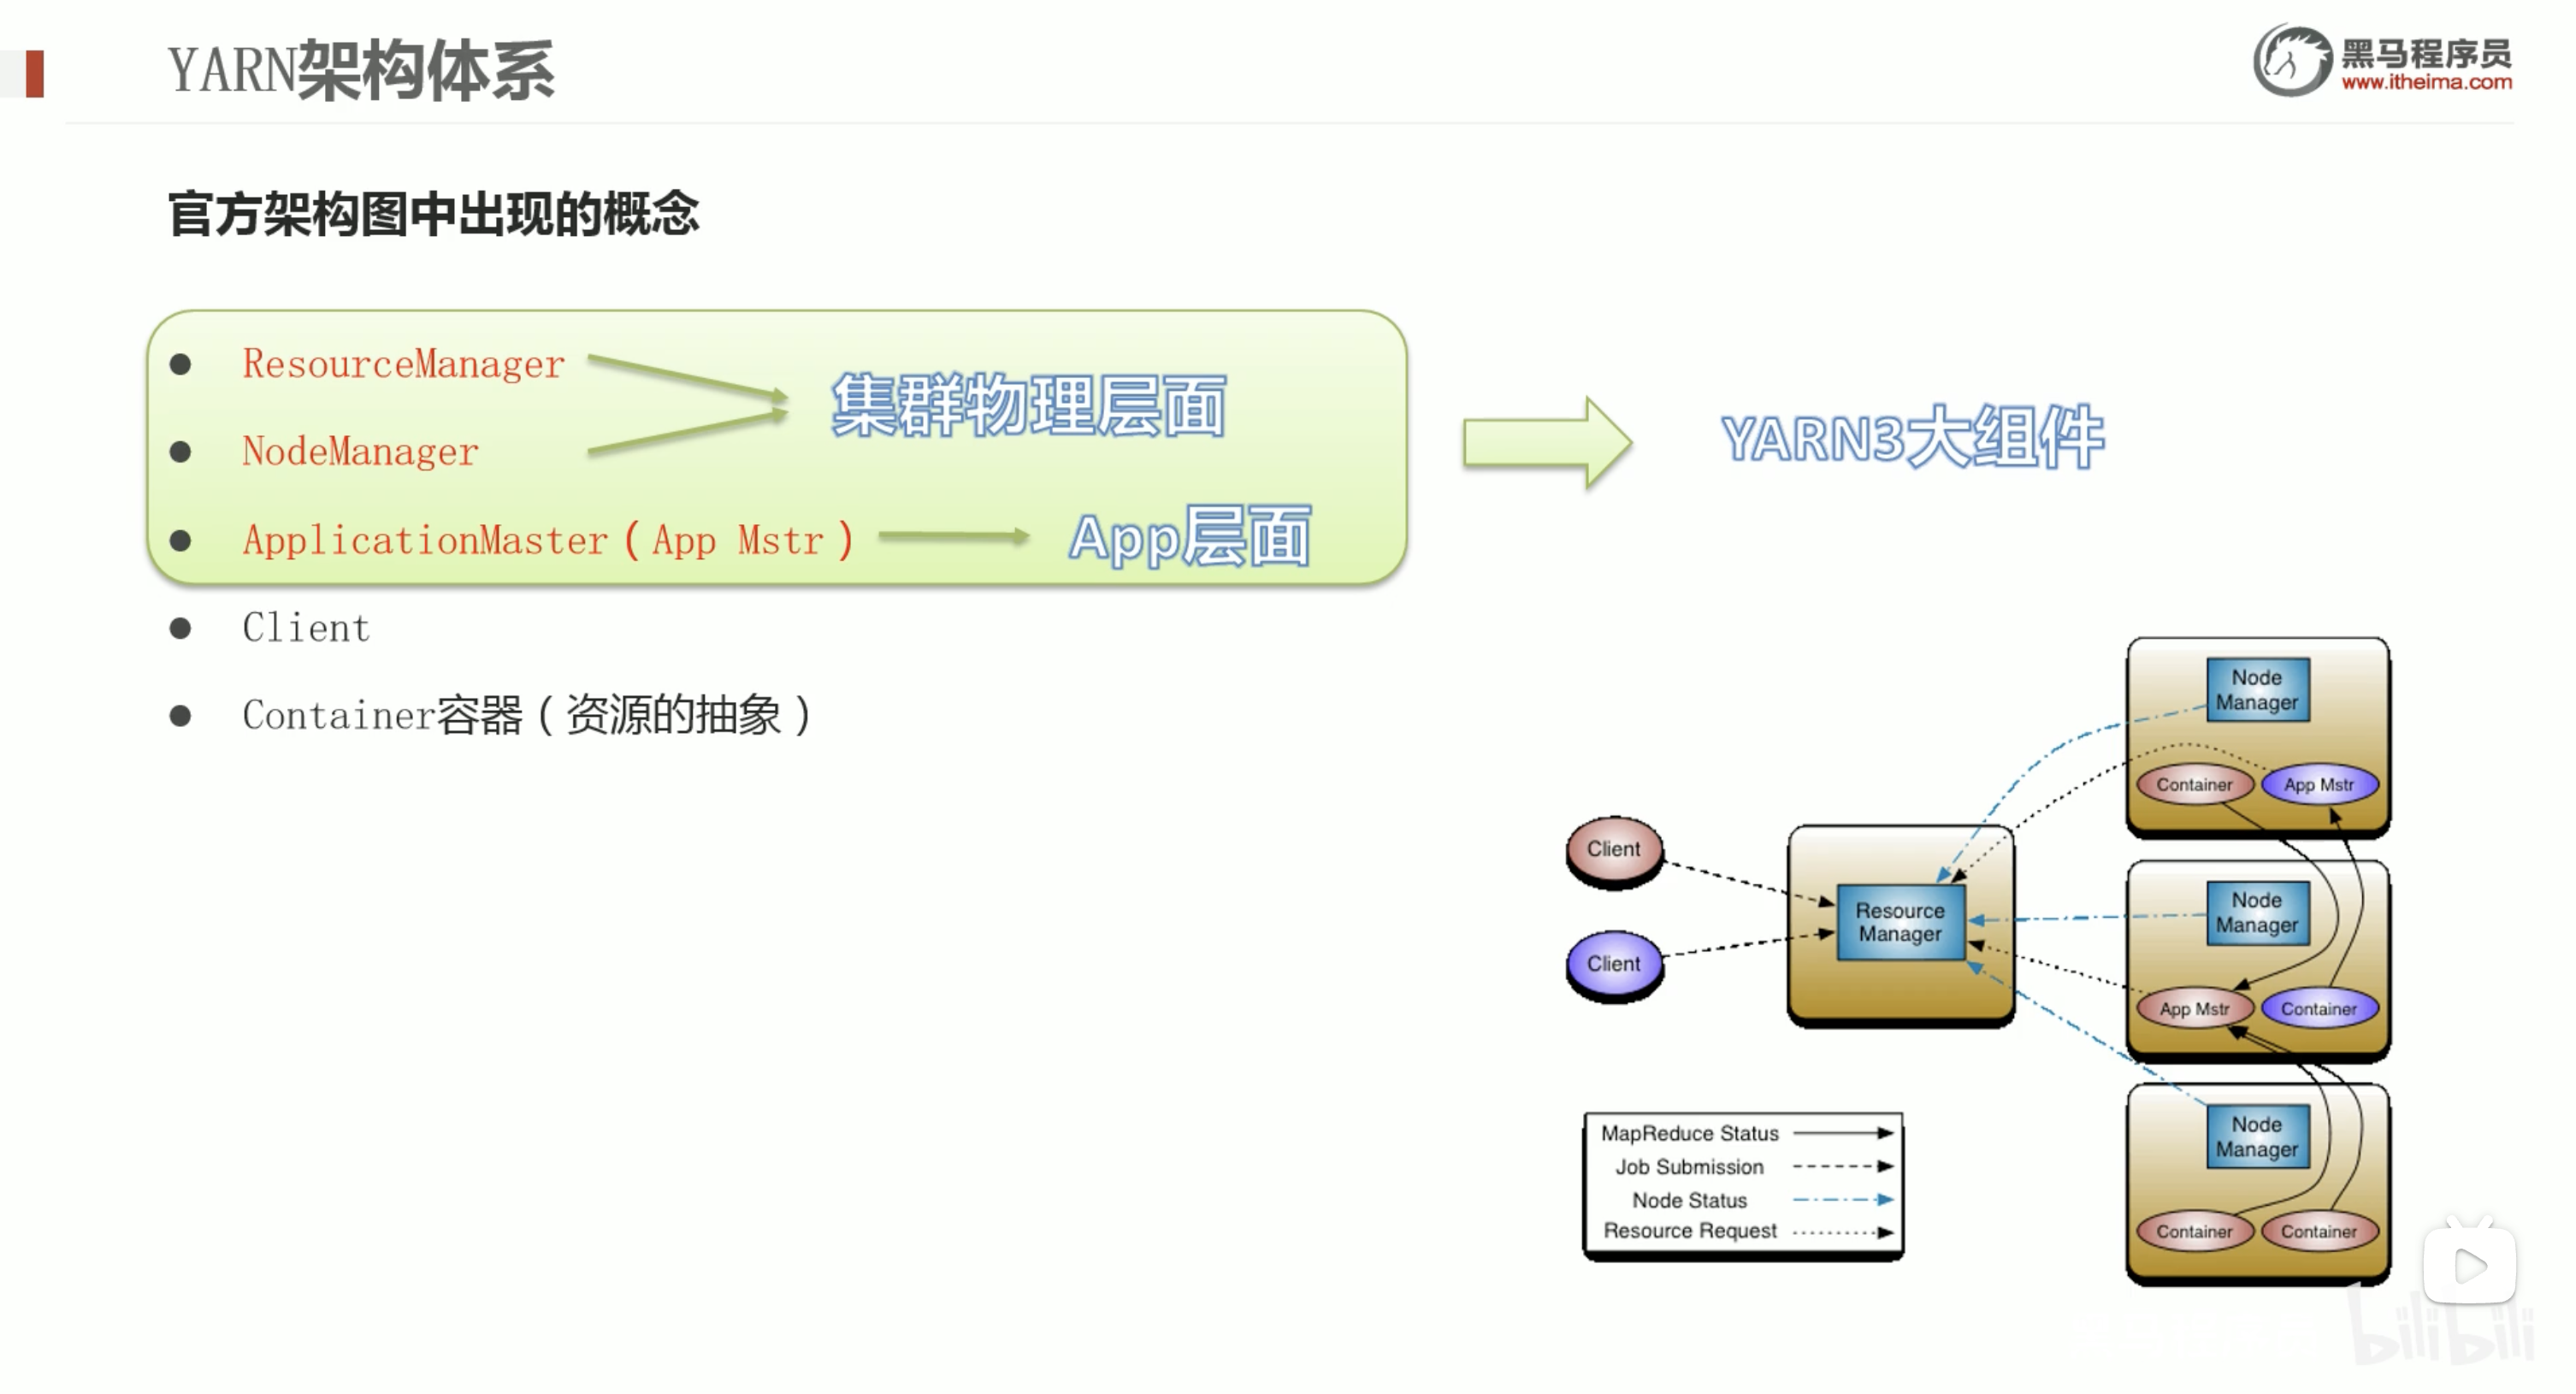 YARN架构体系
黑马程序员
www.itheima.com
官方架构图中出现的概念
ResourceManager
集群物理层面
NodeManager
YARN3大组件
ApplicationMaster（App Mstr）
App层面
Client
Container容器（资源的抽象）
Node
Manager
Container
App Mstr
Client
Client
Resource
Manager
Node
Manager
App Mstr
Container
Node
Manager
Container
Container
MapReduce Status
Job Submission
Node Status
Resource Request
bilibili